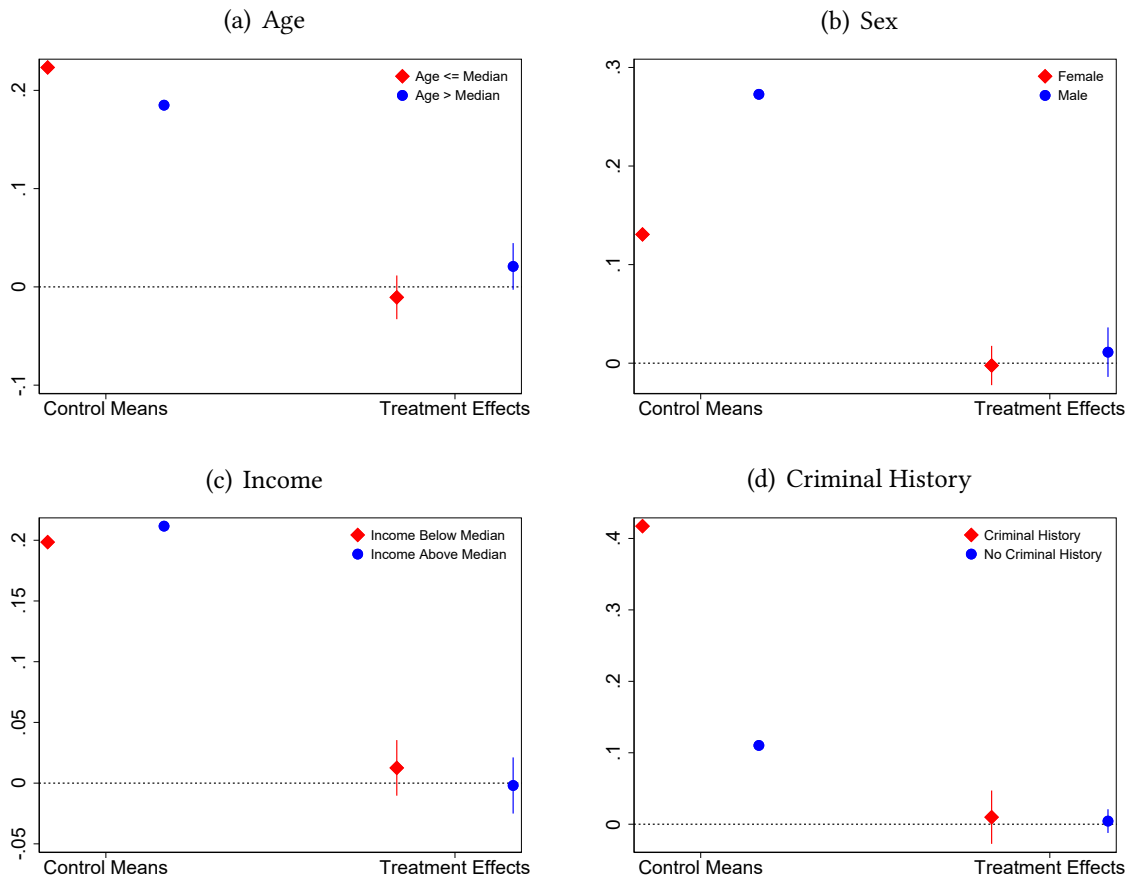 (a) Age
.2
.1
0
-.1
Age <= Median
Age > Median
Control Means
Treatment Effects
(b) Sex
.3
.2
.1
0
Female
Male
Control Means
Treatment Effects
(c) Income
.2
.15
.1
.05
0
-.05
Income Below Median
Income Above Median
Control Means
Treatment Effects
(d) Criminal History
.4
.3
.2
.1
0
Criminal History
No Criminal History
Control Means
Treatment Effects